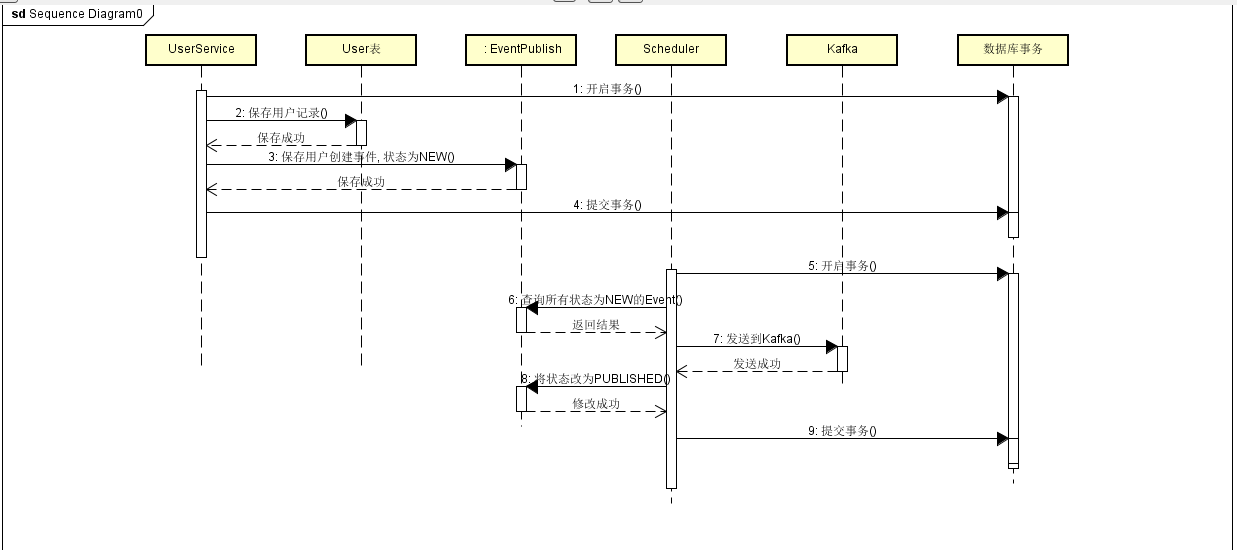 sd Sequence Diagram0
UserService
User表
: EventPublish
Scheduler
Kafka
数据库事务
1: 开启事务()
2: 保存用户记录()
保存成功
3: 保存用户创建事件, 状态为NEW()
保存成功
4: 提交事务()
5: 开启事务()
6: 查询所有状态为NEW的Event()
返回结果
7: 发送到Kafka()
发送成功
8: 将状态改为PUBLISHED()
修改成功
9: 提交事务()